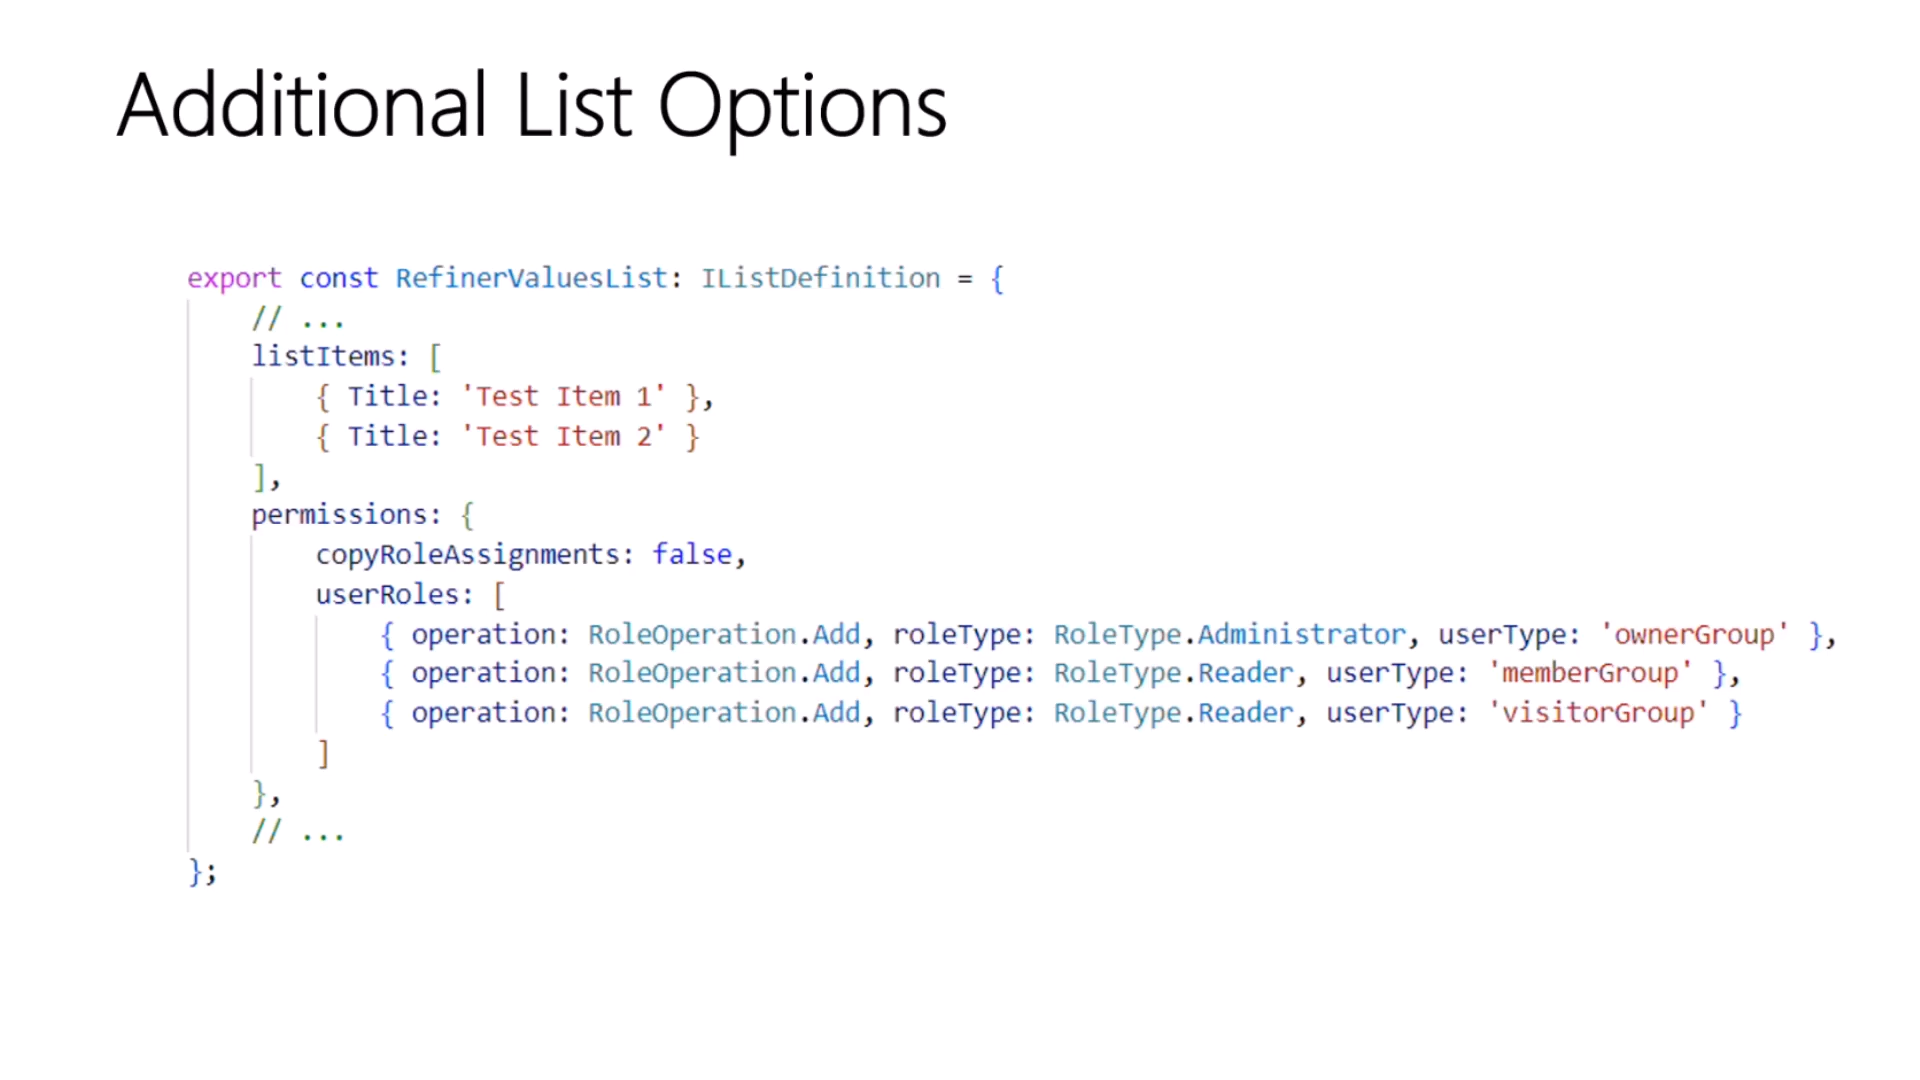 Additional List Options
export const RefinerValuesList: IListDefinition = {
// ...
listItems: [
{ Title: 'Test Item 1' },
{ Title: 'Test Item 2' }
],
permissions: {
copyRoleAssignments: false,
userRoles: [
{ operation: RoleOperation.Add, roleType: RoleType.Administrator, userType: 'ownerGroup' },
{ operation: RoleOperation.Add, roleType: RoleType.Reader, userType: 'memberGroup' },
{ operation: RoleOperation.Add, roleType: RoleType.Reader, userType: 'visitorGroup' }
]
},
// ...
};